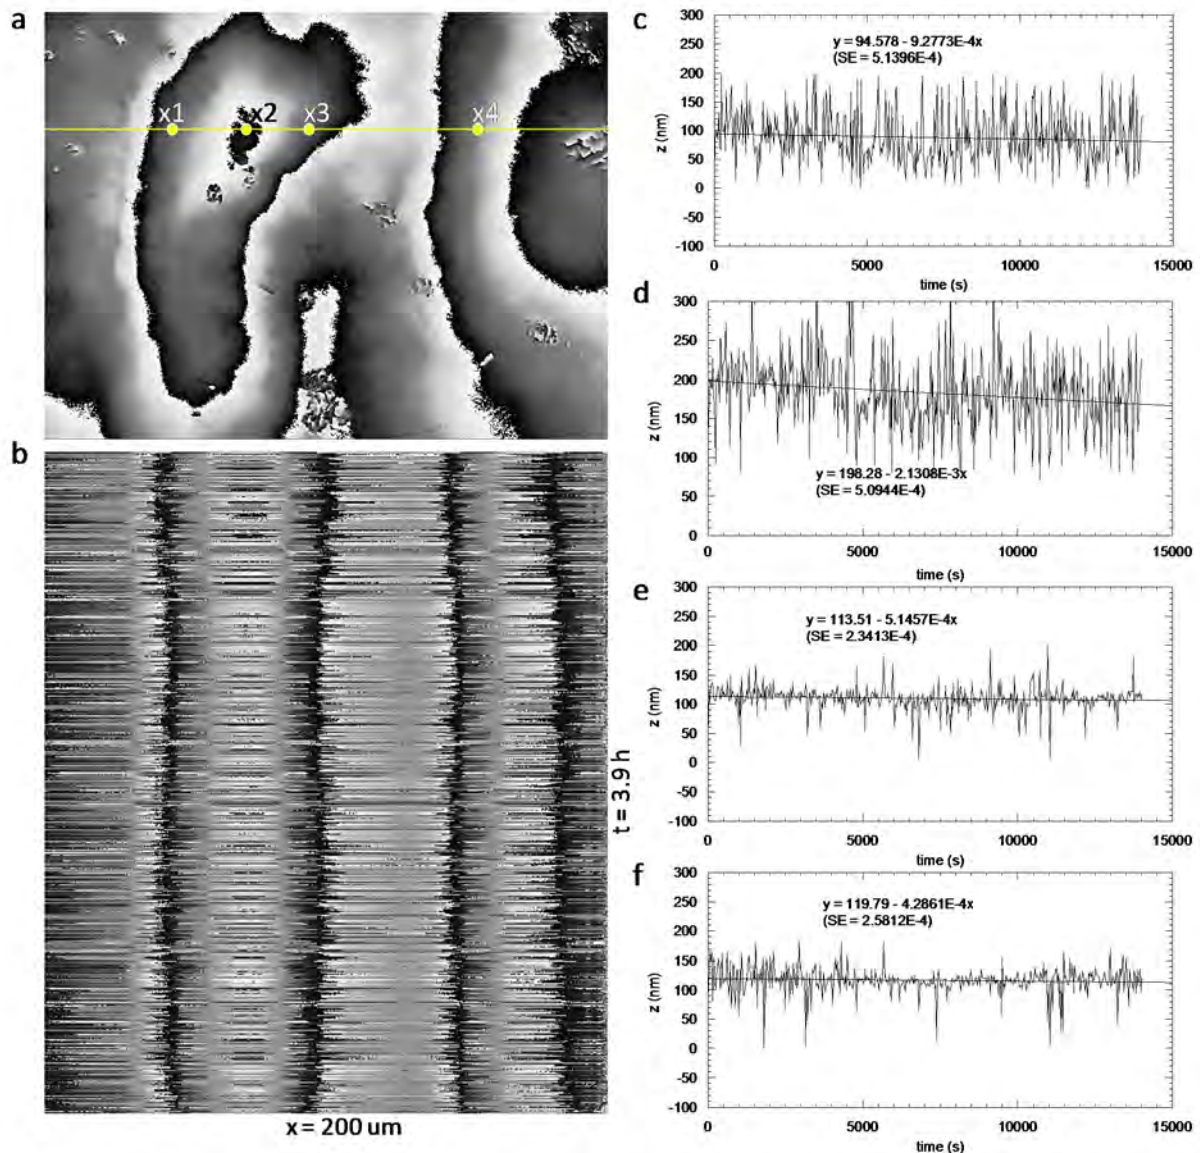 a
x1
x2
x3
x4
b
t = 3.9 h
x = 200 um
c
300
250
200
150
100
50
0
-50
-100
z (nm)
y = 94.578 - 9.2773E-4x
(SE = 5.1396E-4)
0
5000
10000
15000
time (s)
d
300
250
200
150
100
50
0
z (nm)
y = 198.28 - 2.1308E-3x
(SE = 5.0944E-4)
0
5000
10000
15000
time (s)
e
300
200
100
0
-100
z (nm)
y = 113.51 - 5.1457E-4x
(SE = 2.3413E-4)
0
5000
10000
15000
time (s)
f
300
250
200
150
100
50
0
-50
-100
z (nm)
y = 119.79 - 4.2861E-4x
(SE = 2.5812E-4)
0
5000
10000
15000
time (s)